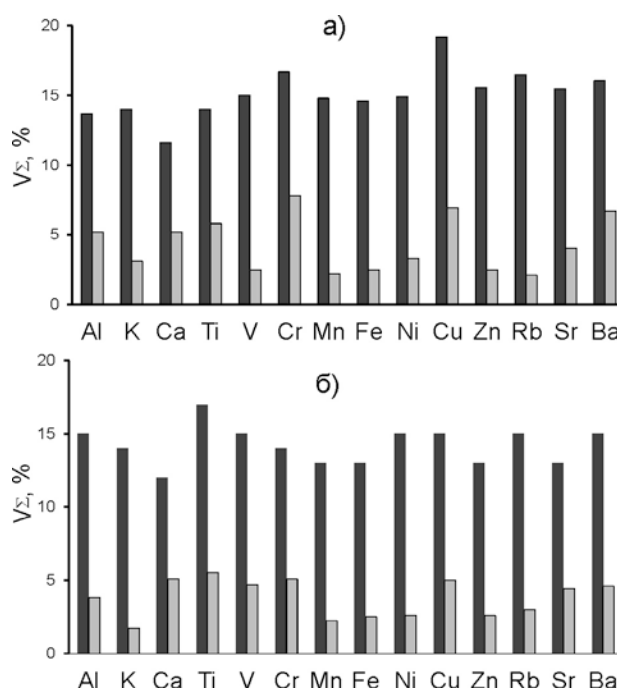 а)
20
15
10
5
0
VΣ, %
Al K Ca Ti V Cr Mn Fe Ni Cu Zn Rb Sr Ba
б)
20
15
10
5
0
VΣ, %
Al K Ca Ti V Cr Mn Fe Ni Cu Zn Rb Sr Ba